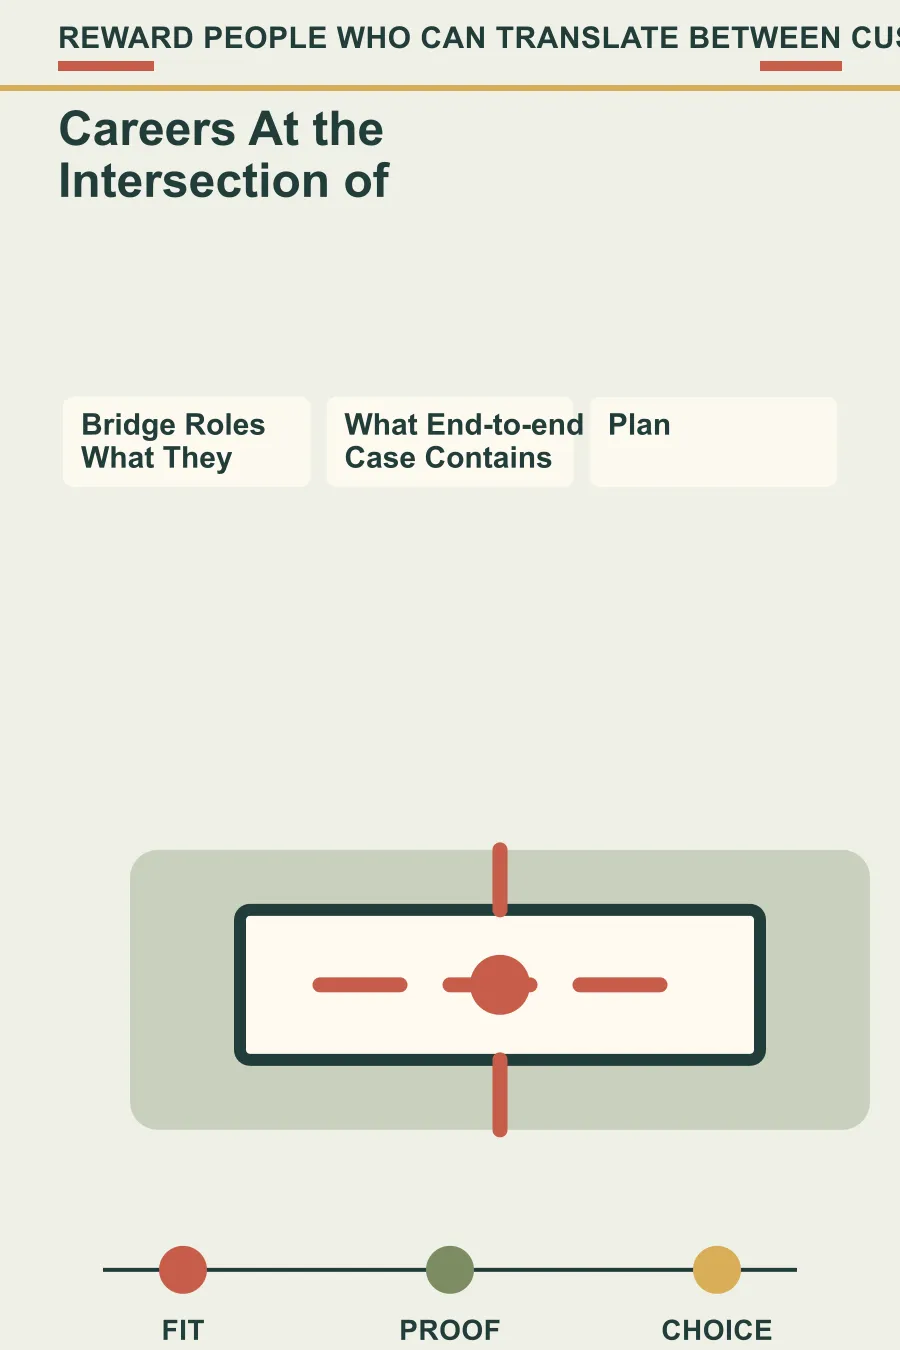 REWARD PEOPLE WHO CAN TRANSLATE BETWEEN CUS
Careers At the
Intersection of
Bridge Roles
What They
What End-to-end
Case Contains
Plan
FIT
PROOF
CHOICE